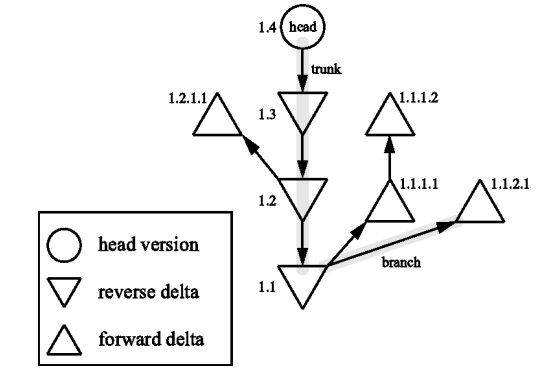 1.4 head
trunk
1.2.1.1
1.3
1.1.1.2
1.2
1.1.1.1
1.1.2.1
branch
1.1
head version
reverse delta
forward delta